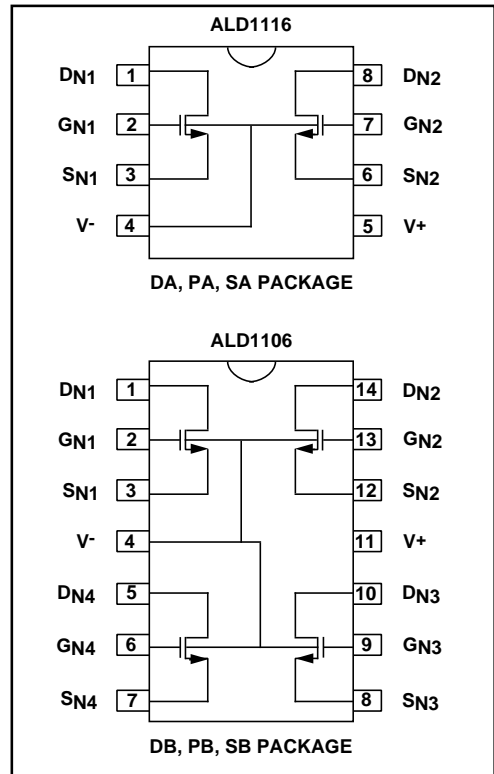 ALD1116
DN1 1 8 DN2
GN1 2 7 GN2
SN1 3 6 SN2
V- 4 5 V+
DA, PA, SA PACKAGE
ALD1106
DN1 1 14 DN2
GN1 2 13 GN2
SN1 3 12 SN2
V- 4 11 V+
DN4 5 10 DN3
GN4 6 9 GN3
SN4 7 8 SN3
DB, PB, SB PACKAGE